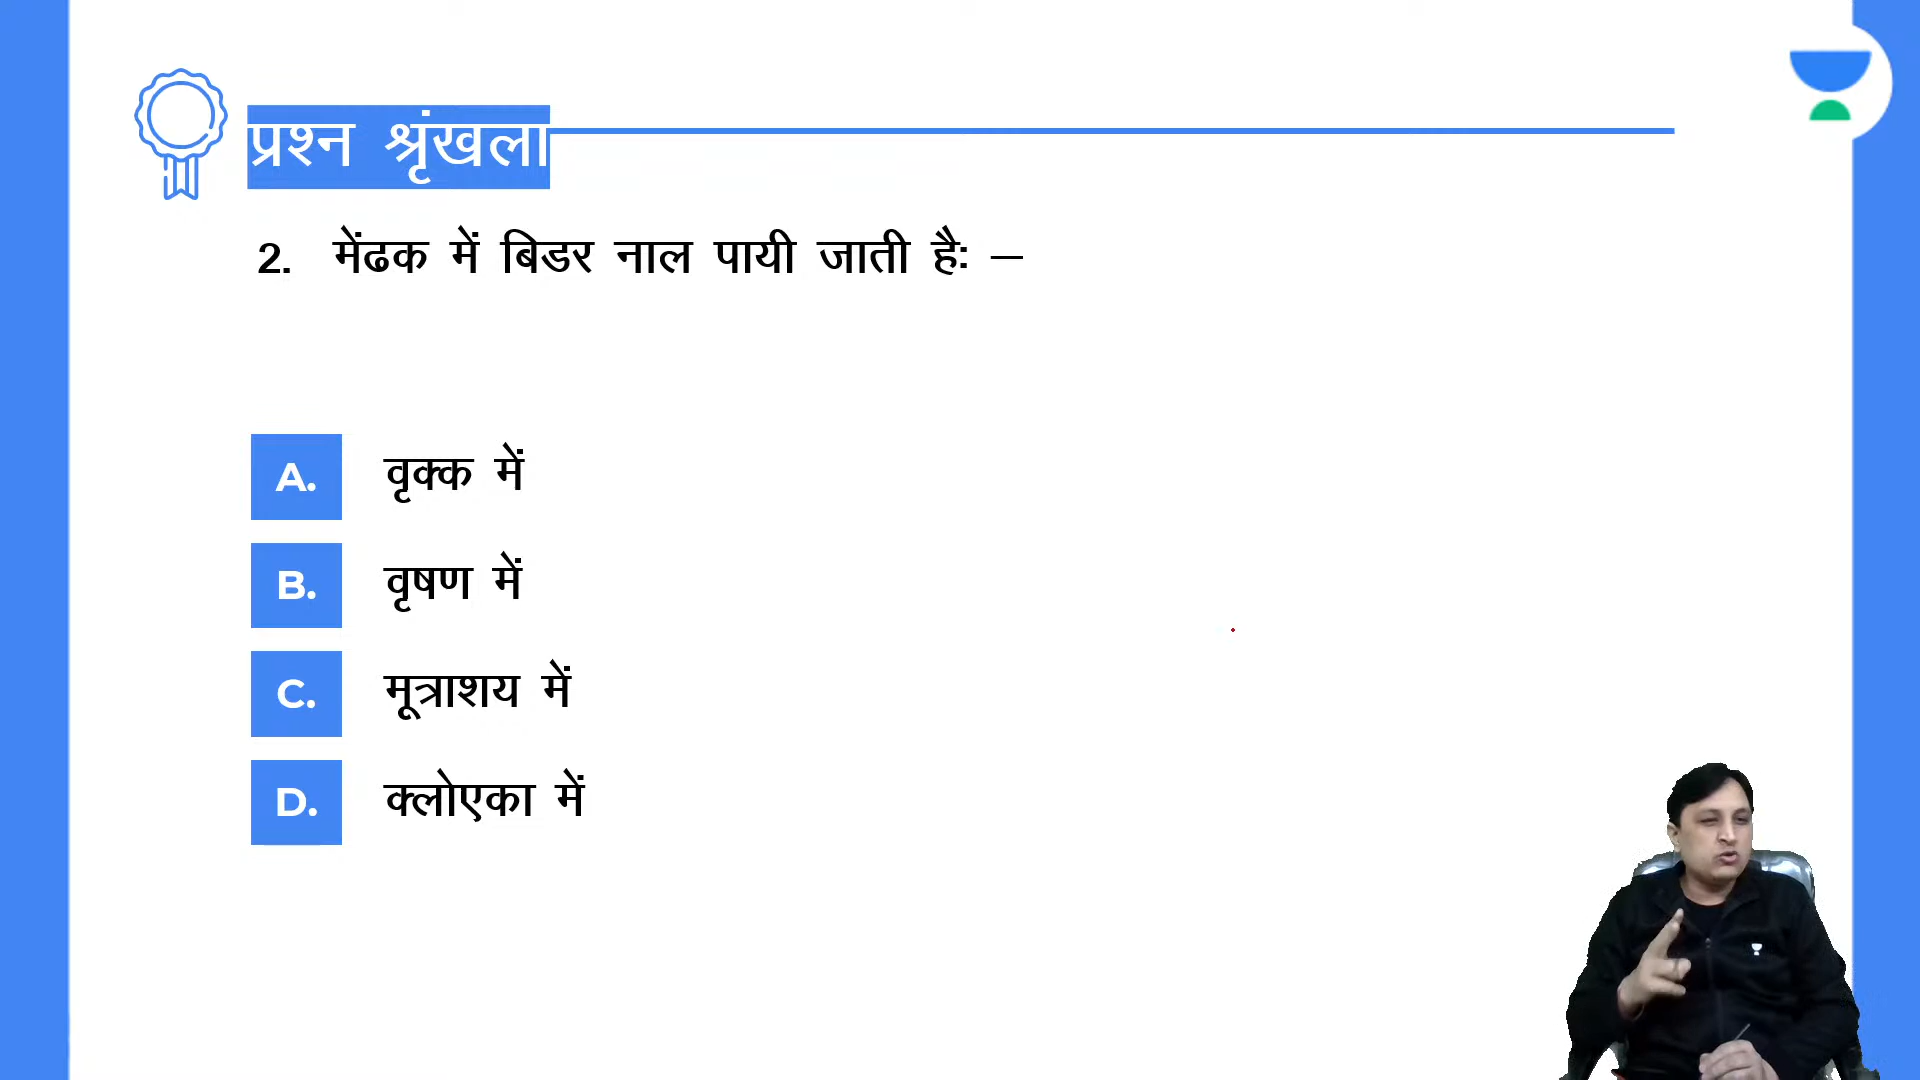 प्रश्न श्रृंखला
2. मेंढक में बिडर नाल पायी जाती हैः –
A. वृक्क में
B. वृषण में
C. मूत्राशय में
D. क्लोएका में